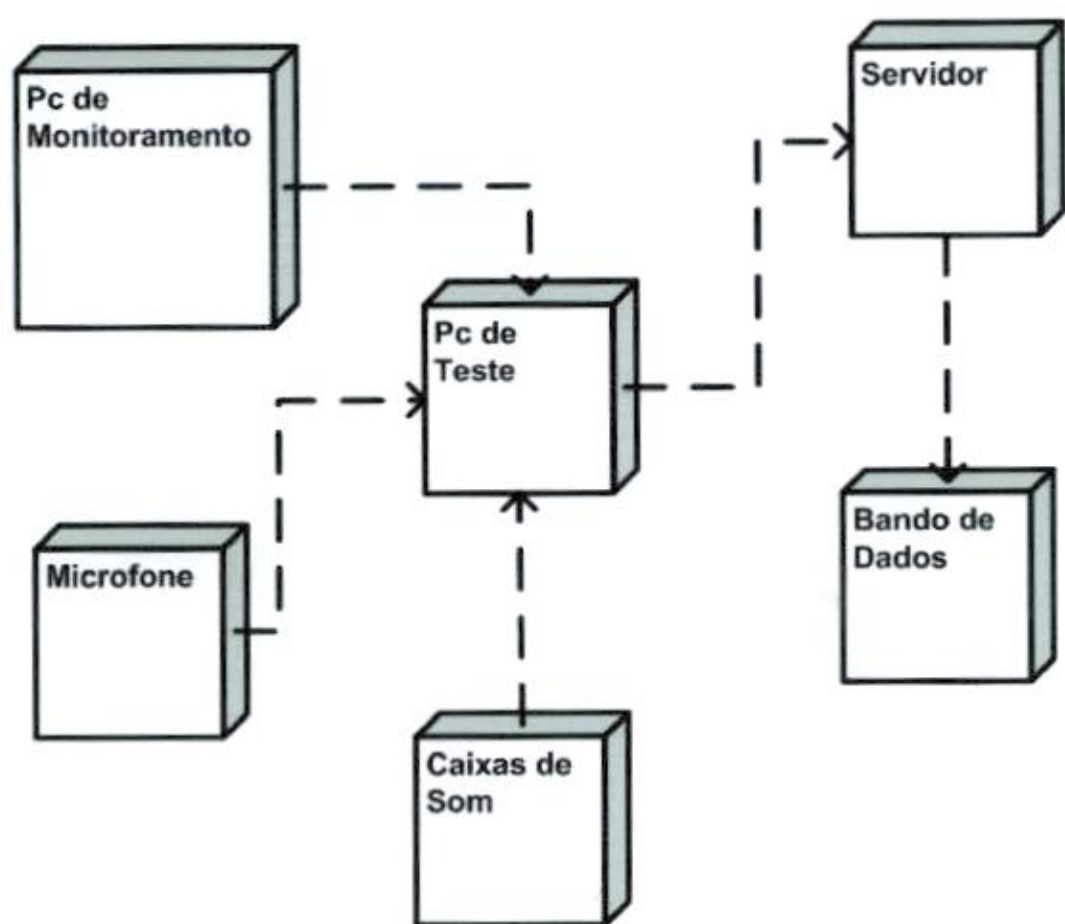 Pc de
Monitoramento
Servidor
Pc de
Teste
Microfone
Bando de
Dados
Caixas de
Som